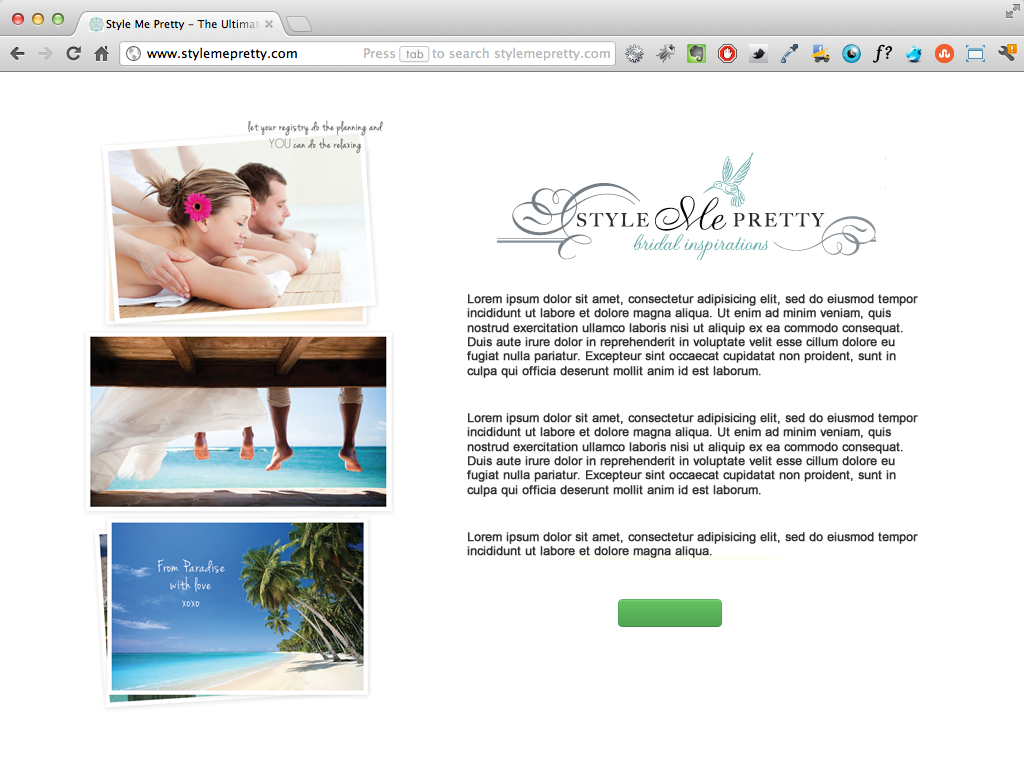 Style Me Pretty – The Ultimat
www.stylemepretty.com
Press tab to search stylemepretty.com
f?
let your registry do the planning and
YOU can do the relaxing
STYLE Me PRETTY
bridal inspirations
Lorem ipsum dolor sit amet, consectetur adipisicing elit, sed do eiusmod tempor
incididunt ut labore et dolore magna aliqua. Ut enim ad minim veniam, quis
nostrud exercitation ullamco laboris nisi ut aliquip ex ea commodo consequat.
Duis aute irure dolor in reprehenderit in voluptate velit esse cillum dolore eu
fugiat nulla pariatur. Excepteur sint occaecat cupidatat non proident, sunt in
culpa qui officia deserunt mollit anim id est laborum.
Lorem ipsum dolor sit amet, consectetur adipisicing elit, sed do eiusmod tempor
incididunt ut labore et dolore magna aliqua. Ut enim ad minim veniam, quis
nostrud exercitation ullamco laboris nisi ut aliquip ex ea commodo consequat.
Duis aute irure dolor in reprehenderit in voluptate velit esse cillum dolore eu
fugiat nulla pariatur. Excepteur sint occaecat cupidatat non proident, sunt in
culpa qui officia deserunt mollit anim id est laborum.
Lorem ipsum dolor sit amet, consectetur adipisicing elit, sed do eiusmod tempor
incididunt ut labore et dolore magna aliqua.
From Paradise
with love
xoxo